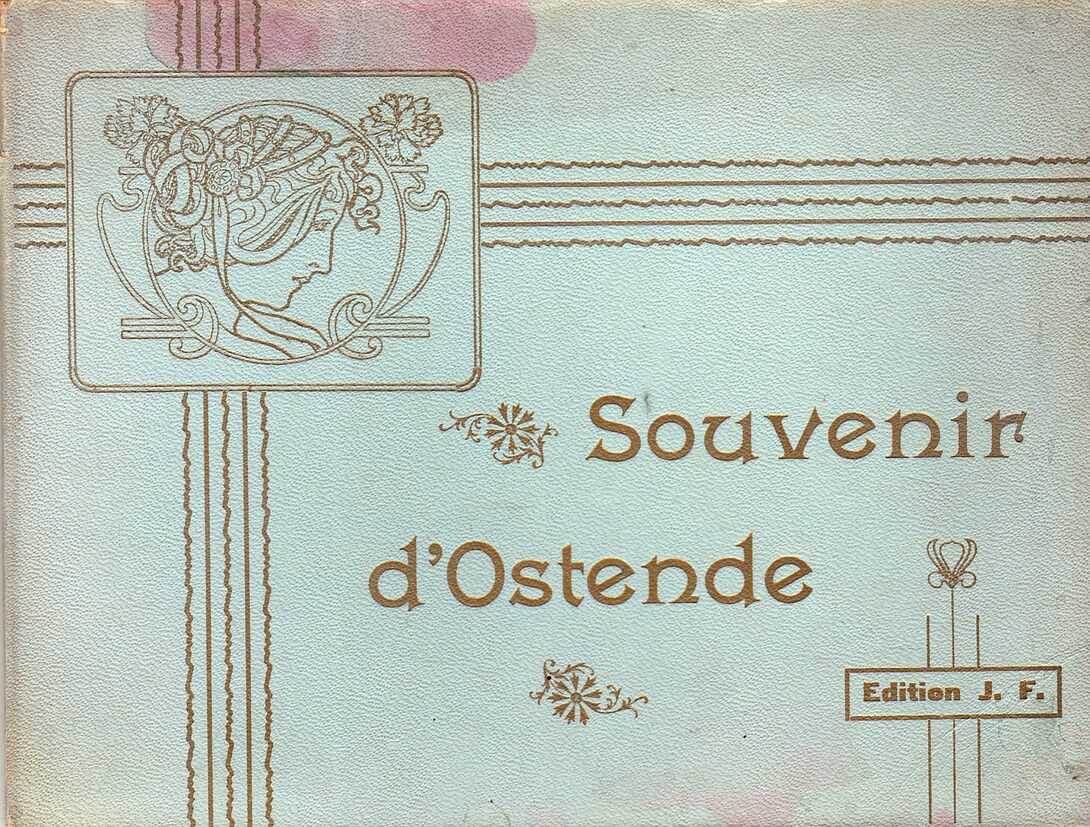 Souvenir
d'Ostende
Edition J. F.